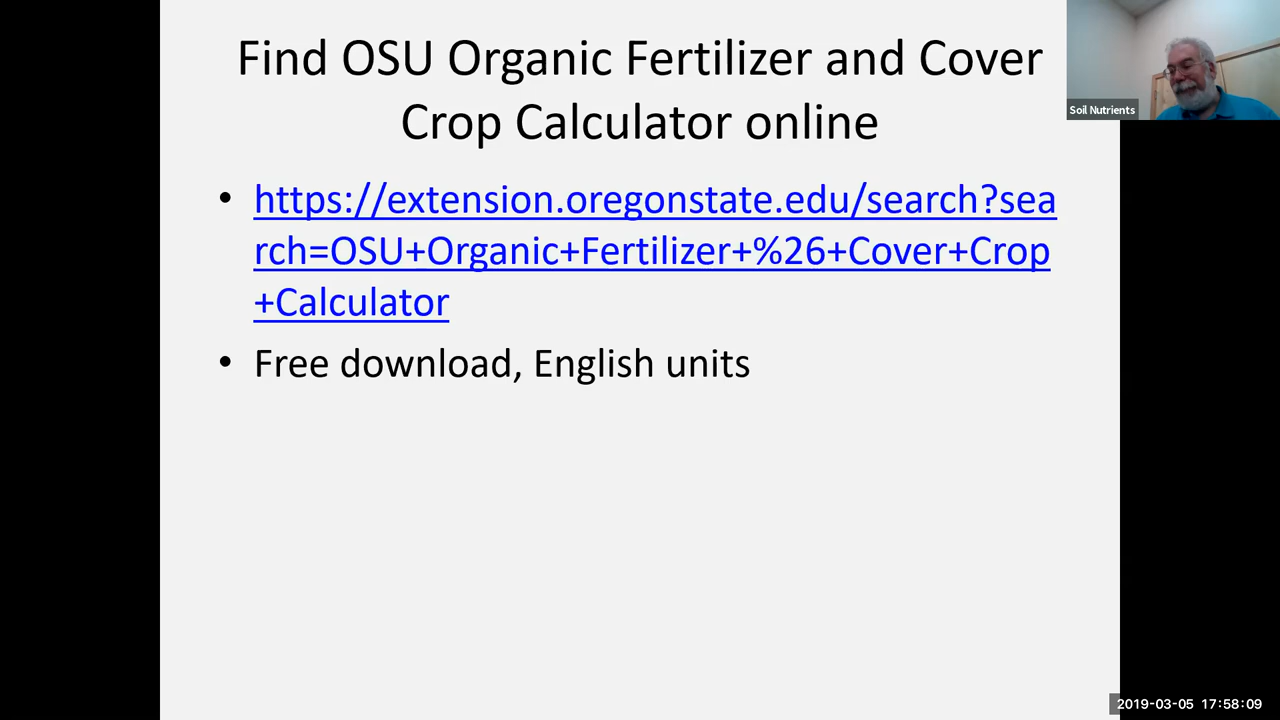 Find OSU Organic Fertilizer and Cover
Crop Calculator online
Soil Nutrients
• https://extension.oregonstate.edu/search?sea
rch=OSU+Organic+Fertilizer+%26+Cover+Crop
+Calculator
• Free download, English units
2019-03-05 17:58:09